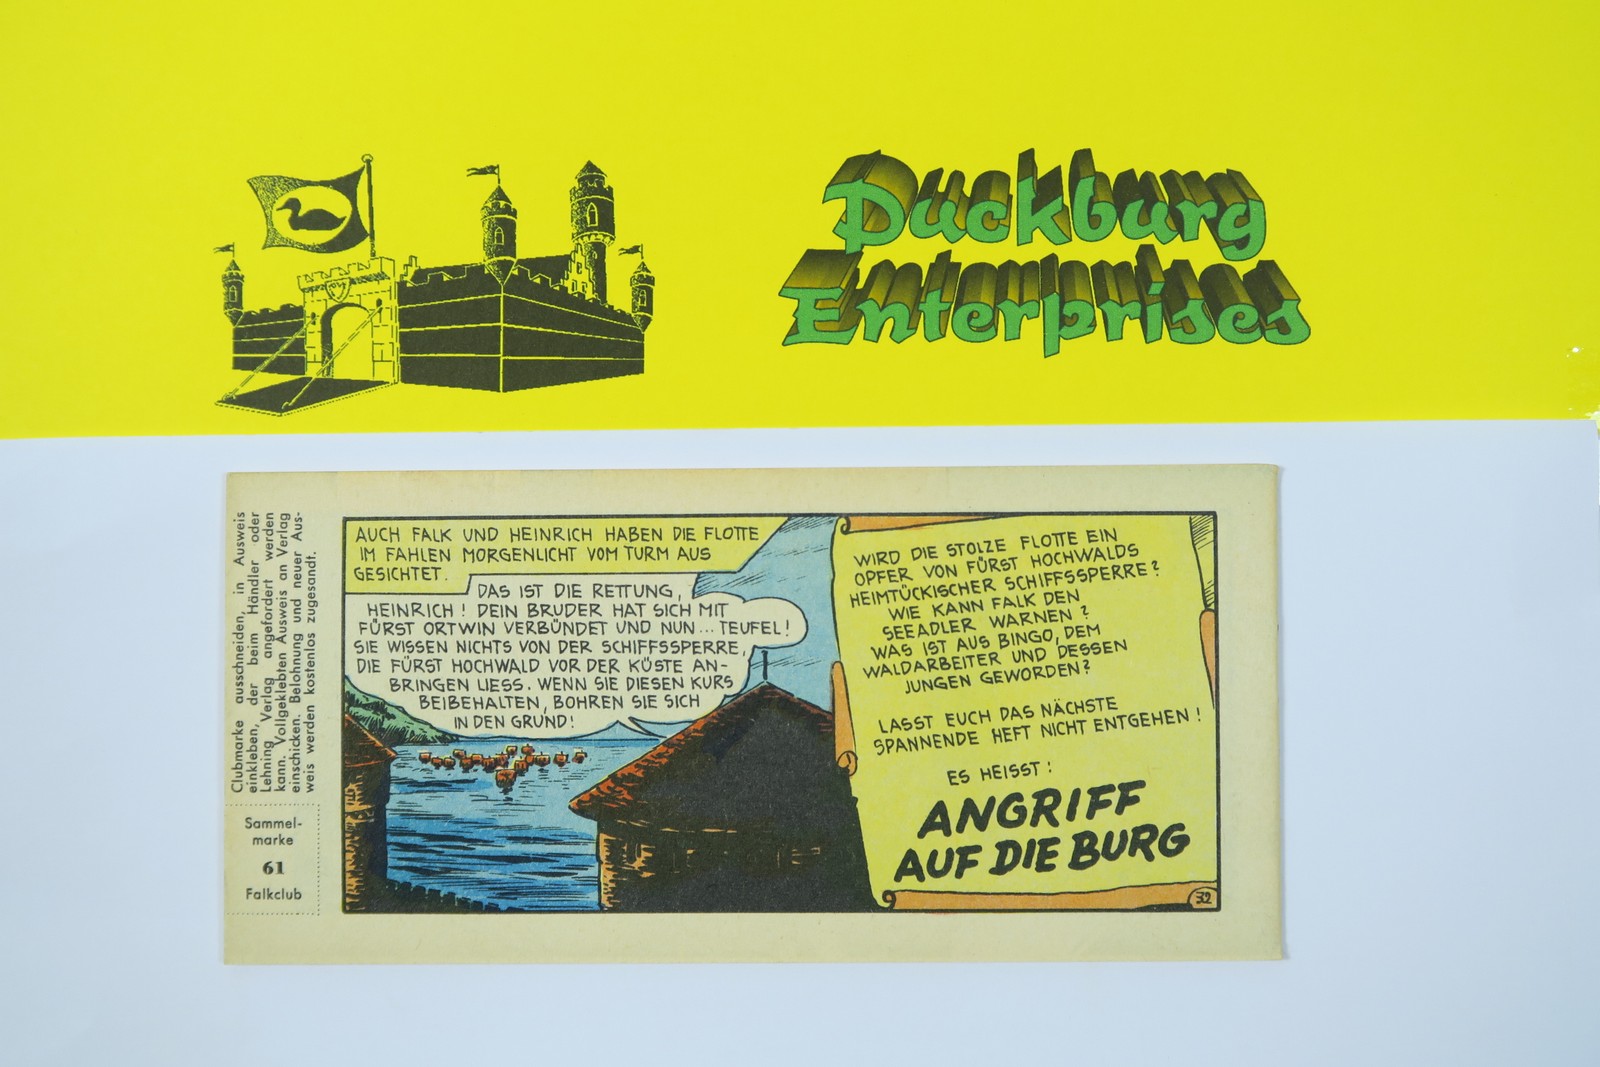 Duckburg
Enterprises
Clubmarke ausschneiden, in Ausweis
einkleben, der beim Händler oder
Lehning Verlag angefordert werden
kann. Vollgeklebten Ausweis an Verlag
einschicken. Belohnung und neuer Aus-
weis werden kostenlos zugesandt.
Sammel-
marke
61
Falkclub
AUCH FALK UND HEINRICH HABEN DIE FLOTTE
IM FAHLEN MORGENLICHT VOM TURM AUS
GESICHTET.
DAS IST DIE RETTUNG,
HEINRICH! DEIN BRUDER HAT SICH MIT
FÜRST ORTWIN VERBÜNDET UND NUN... TEUFEL!
SIE WISSEN NICHTS VON DER SCHIFFSSPERRE,
DIE FÜRST HOCHWALD VOR DER KÜSTE AN-
BRINGEN LIESS. WENN SIE DIESEN KURS
BEIBEHALTEN, BOHREN SIE SICH
IN DEN GRUND!
WIRD DIE STOLZE FLOTTE EIN
OPFER VON FÜRST HOCHWALDS
HEIMTÜCKISCHER SCHIFFSSPERRE?
WIE KANN FALK DEN
SEEADLER WARNEN?
WAS IST AUS BINGO, DEM
WALDARBEITER UND DESSEN
JUNGEN GEWORDEN?
LASST EUCH DAS NÄCHSTE
SPANNENDE HEFT NICHT ENTGEHEN!
ES HEISST:
ANGRIFF
AUF DIE BURG
32